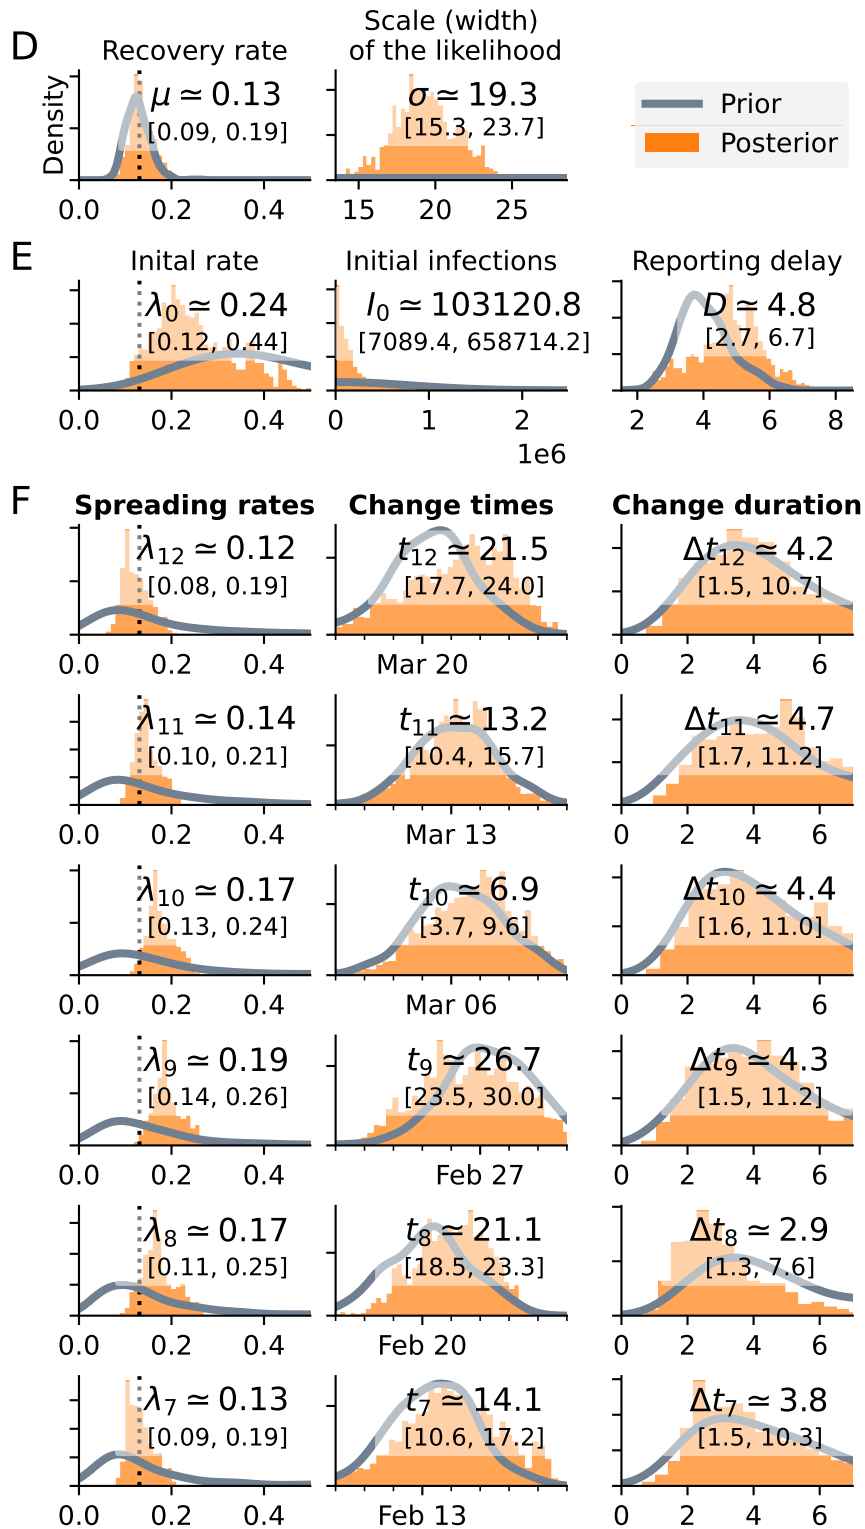 D
Recovery rate
Density
μ ≃ 0.13
[0.09, 0.19]
0.0 0.2 0.4
Scale (width)
of the likelihood
σ ≃ 19.3
[15.3, 23.7]
15 20 25
Prior
Posterior
E
Inital rate
λ0 ≃ 0.24
[0.12, 0.44]
0.0 0.2 0.4
Initial infections
I0 ≃ 103120.8
[7089.4, 658714.2]
0 1 2
1e6
Reporting delay
D ≃ 4.8
[2.7, 6.7]
2 4 6 8
F
Spreading rates Change times Change duration
λ12 ≃ 0.12
[0.08, 0.19]
0.0 0.2 0.4
t12 ≃ 21.5
[17.7, 24.0]
Mar 20
Δt12 ≃ 4.2
[1.5, 10.7]
0 2 4 6
λ11 ≃ 0.14
[0.10, 0.21]
0.0 0.2 0.4
t11 ≃ 13.2
[10.4, 15.7]
Mar 13
Δt11 ≃ 4.7
[1.7, 11.2]
0 2 4 6
λ10 ≃ 0.17
[0.13, 0.24]
0.0 0.2 0.4
t10 ≃ 6.9
[3.7, 9.6]
Mar 06
Δt10 ≃ 4.4
[1.6, 11.0]
0 2 4 6
λ9 ≃ 0.19
[0.14, 0.26]
0.0 0.2 0.4
t9 ≃ 26.7
[23.5, 30.0]
Feb 27
Δt9 ≃ 4.3
[1.5, 11.2]
0 2 4 6
λ8 ≃ 0.17
[0.11, 0.25]
0.0 0.2 0.4
t8 ≃ 21.1
[18.5, 23.3]
Feb 20
Δt8 ≃ 2.9
[1.3, 7.6]
0 2 4 6
λ7 ≃ 0.13
[0.09, 0.19]
0.0 0.2 0.4
t7 ≃ 14.1
[10.6, 17.2]
Feb 13
Δt7 ≃ 3.8
[1.5, 10.3]
0 2 4 6